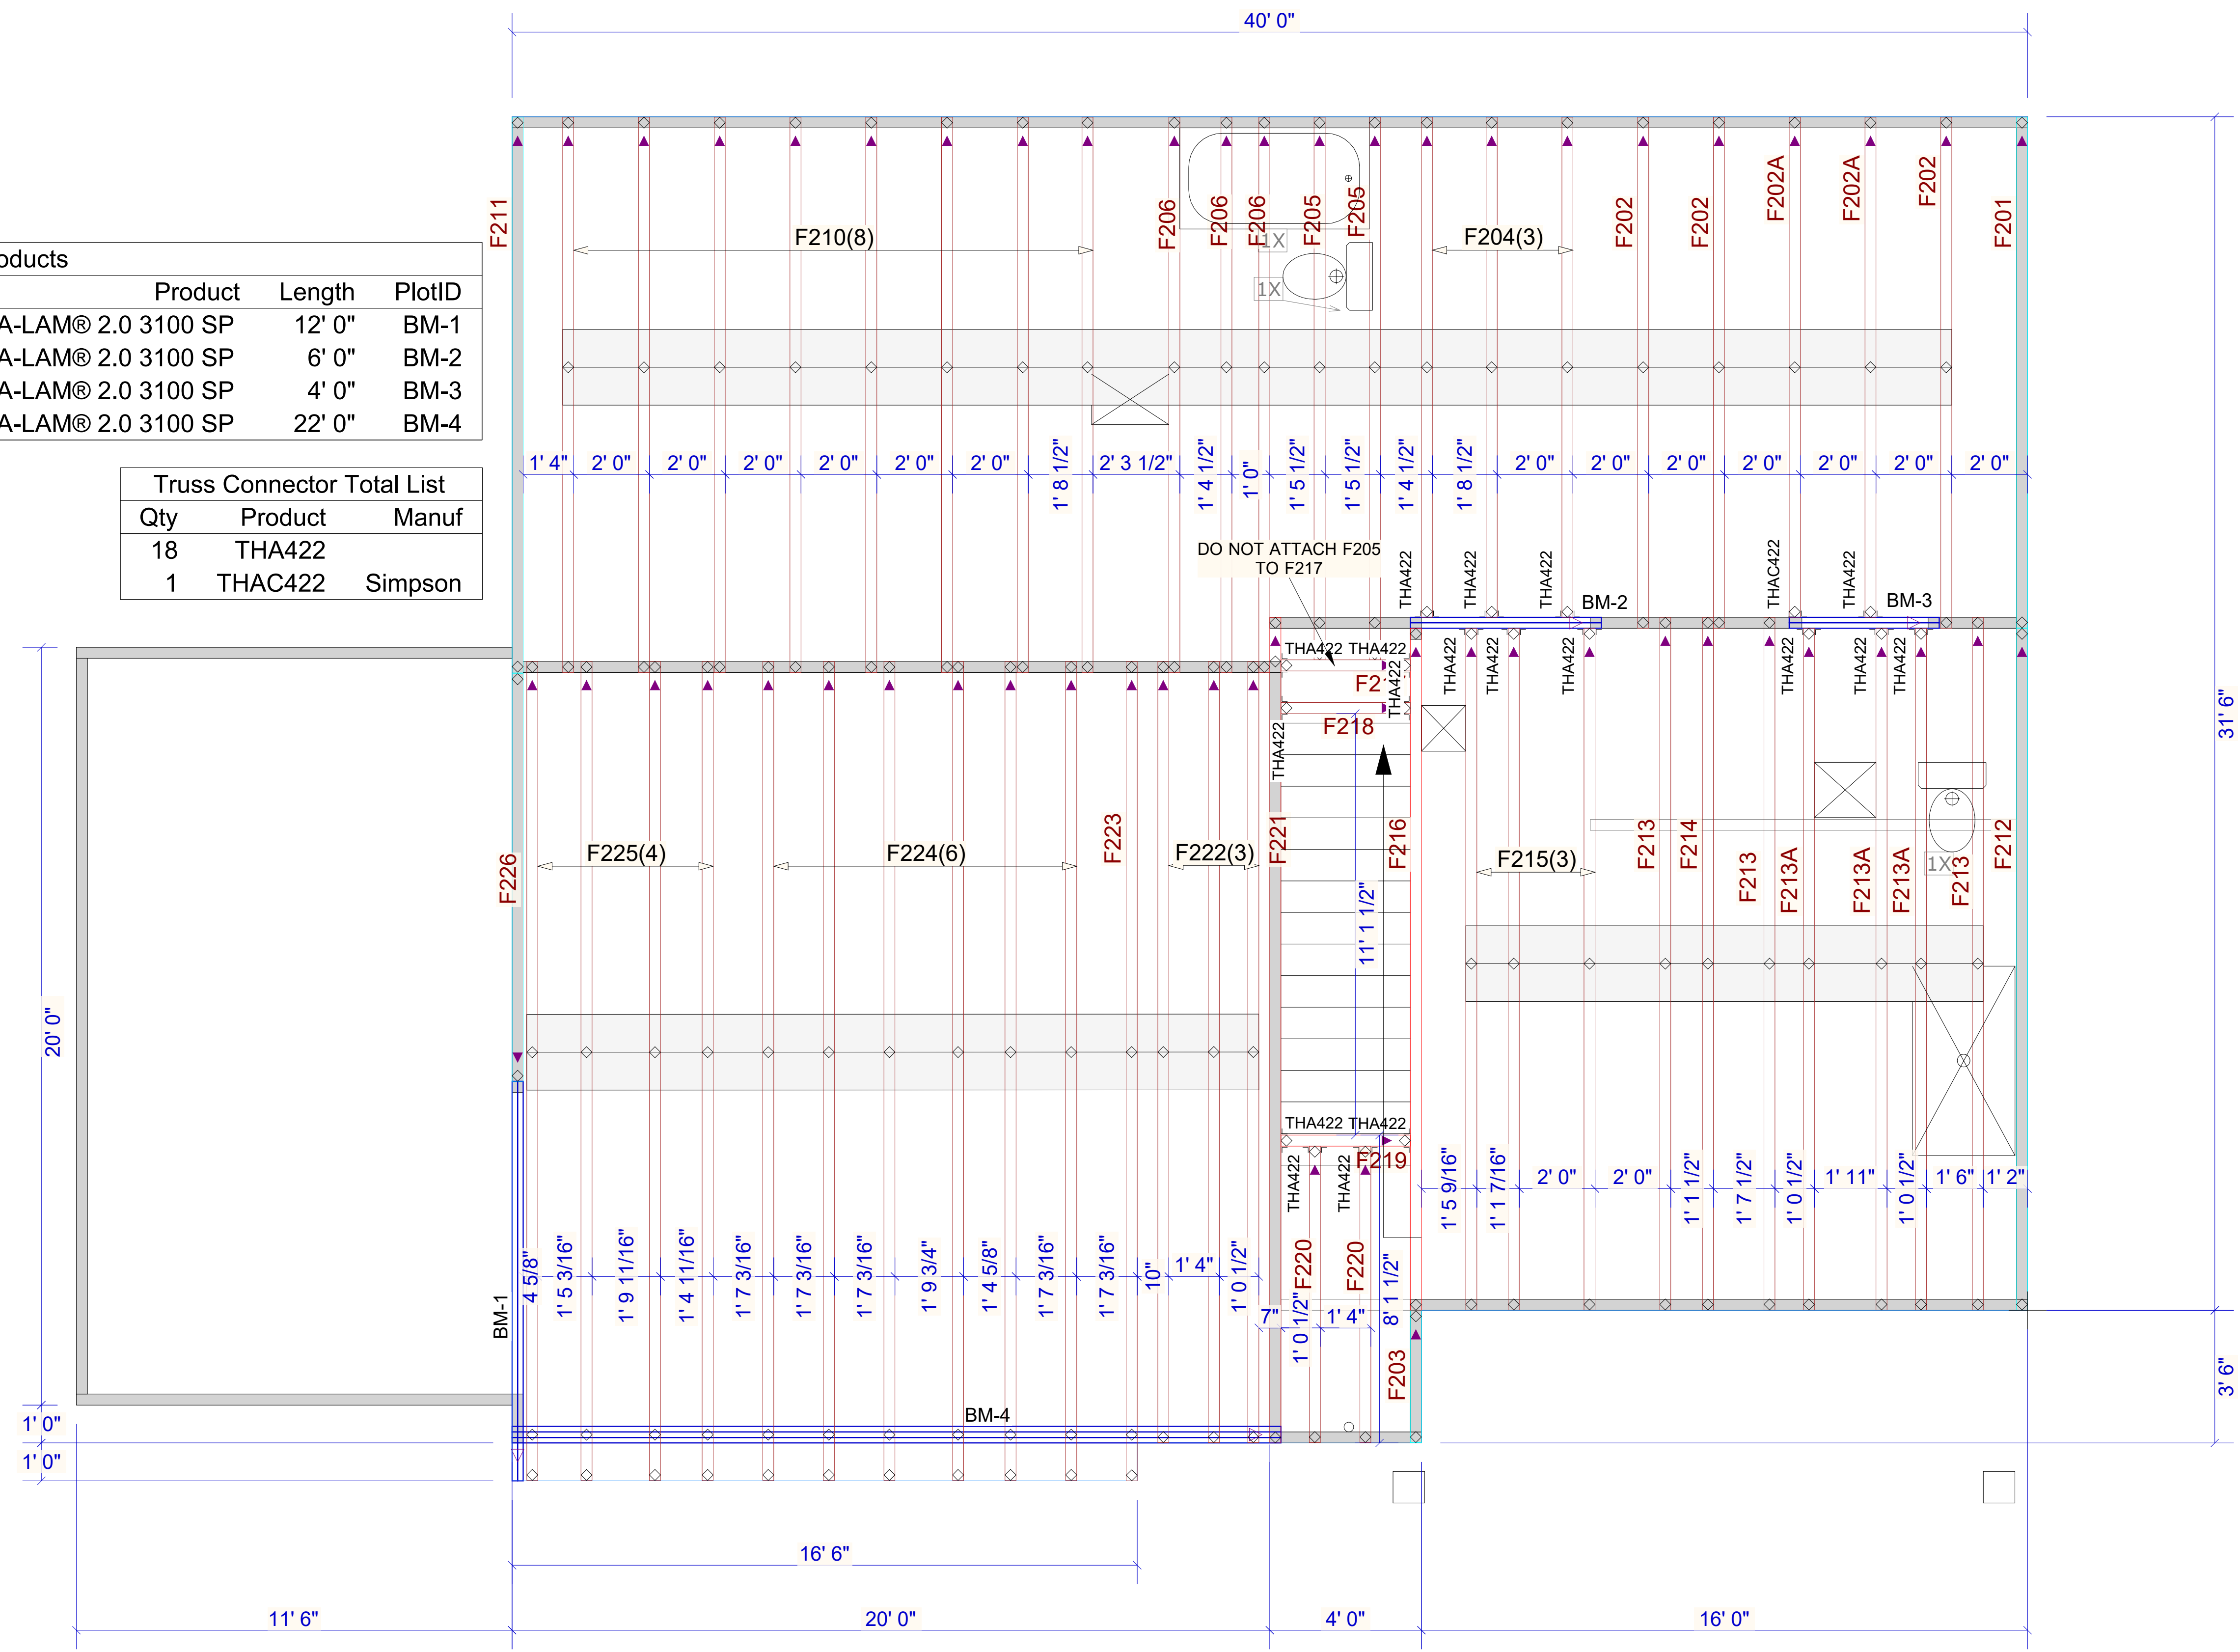 40' 0"
F211
F210(8)
F206
F206
F206
F205
F205
1X
1X
F204(3)
F202
F202
F202A
F202A
F202
F201
oducts
Product Length PlotID
A-LAM® 2.0 3100 SP 12' 0" BM-1
A-LAM® 2.0 3100 SP 6' 0" BM-2
A-LAM® 2.0 3100 SP 4' 0" BM-3
A-LAM® 2.0 3100 SP 22' 0" BM-4
Truss Connector Total List
Qty Product Manuf
18 THA422
1 THAC422 Simpson
1' 4"
2' 0"
2' 0"
2' 0"
2' 0"
2' 0"
2' 0"
1' 8 1/2"
2' 3 1/2"
1' 4 1/2"
1' 0"
1' 5 1/2"
1' 5 1/2"
1' 4 1/2"
1' 8 1/2"
2' 0"
2' 0"
2' 0"
2' 0"
2' 0"
2' 0"
2' 0"
DO NOT ATTACH F205
TO F217
THA422
THA422
THA422
BM-2
THAC422
THA422
BM-3
THA422 THA422
THA422
THA422
THA422
THA422
THA422
THA422
THA422
F218
THA422
31' 6"
F226
F225(4)
F224(6)
F223
F222(3)
F221
F216
F215(3)
F213
F214
F213
F213A
F213A
F213A
F213
1X
F212
11' 1 1/2"
20' 0"
THA422 THA422
F219
THA422
THA422
1' 5 9/16"
1' 1 7/16"
2' 0"
2' 0"
1' 1 1/2"
1' 7 1/2"
1' 0 1/2"
1' 11"
1' 0 1/2"
1' 6"
1' 2"
BM-1
4 5/8"
1' 5 3/16"
1' 9 11/16"
1' 4 11/16"
1' 7 3/16"
1' 7 3/16"
1' 7 3/16"
1' 9 3/4"
1' 4 5/8"
1' 7 3/16"
1' 7 3/16"
10"
1' 4"
1' 0 1/2"
7"
F220
F220
1' 0 1/2"
1' 4"
8' 1 1/2"
F203
3' 6"
BM-4
1' 0"
1' 0"
16' 6"
11' 6"
20' 0"
4' 0"
16' 0"